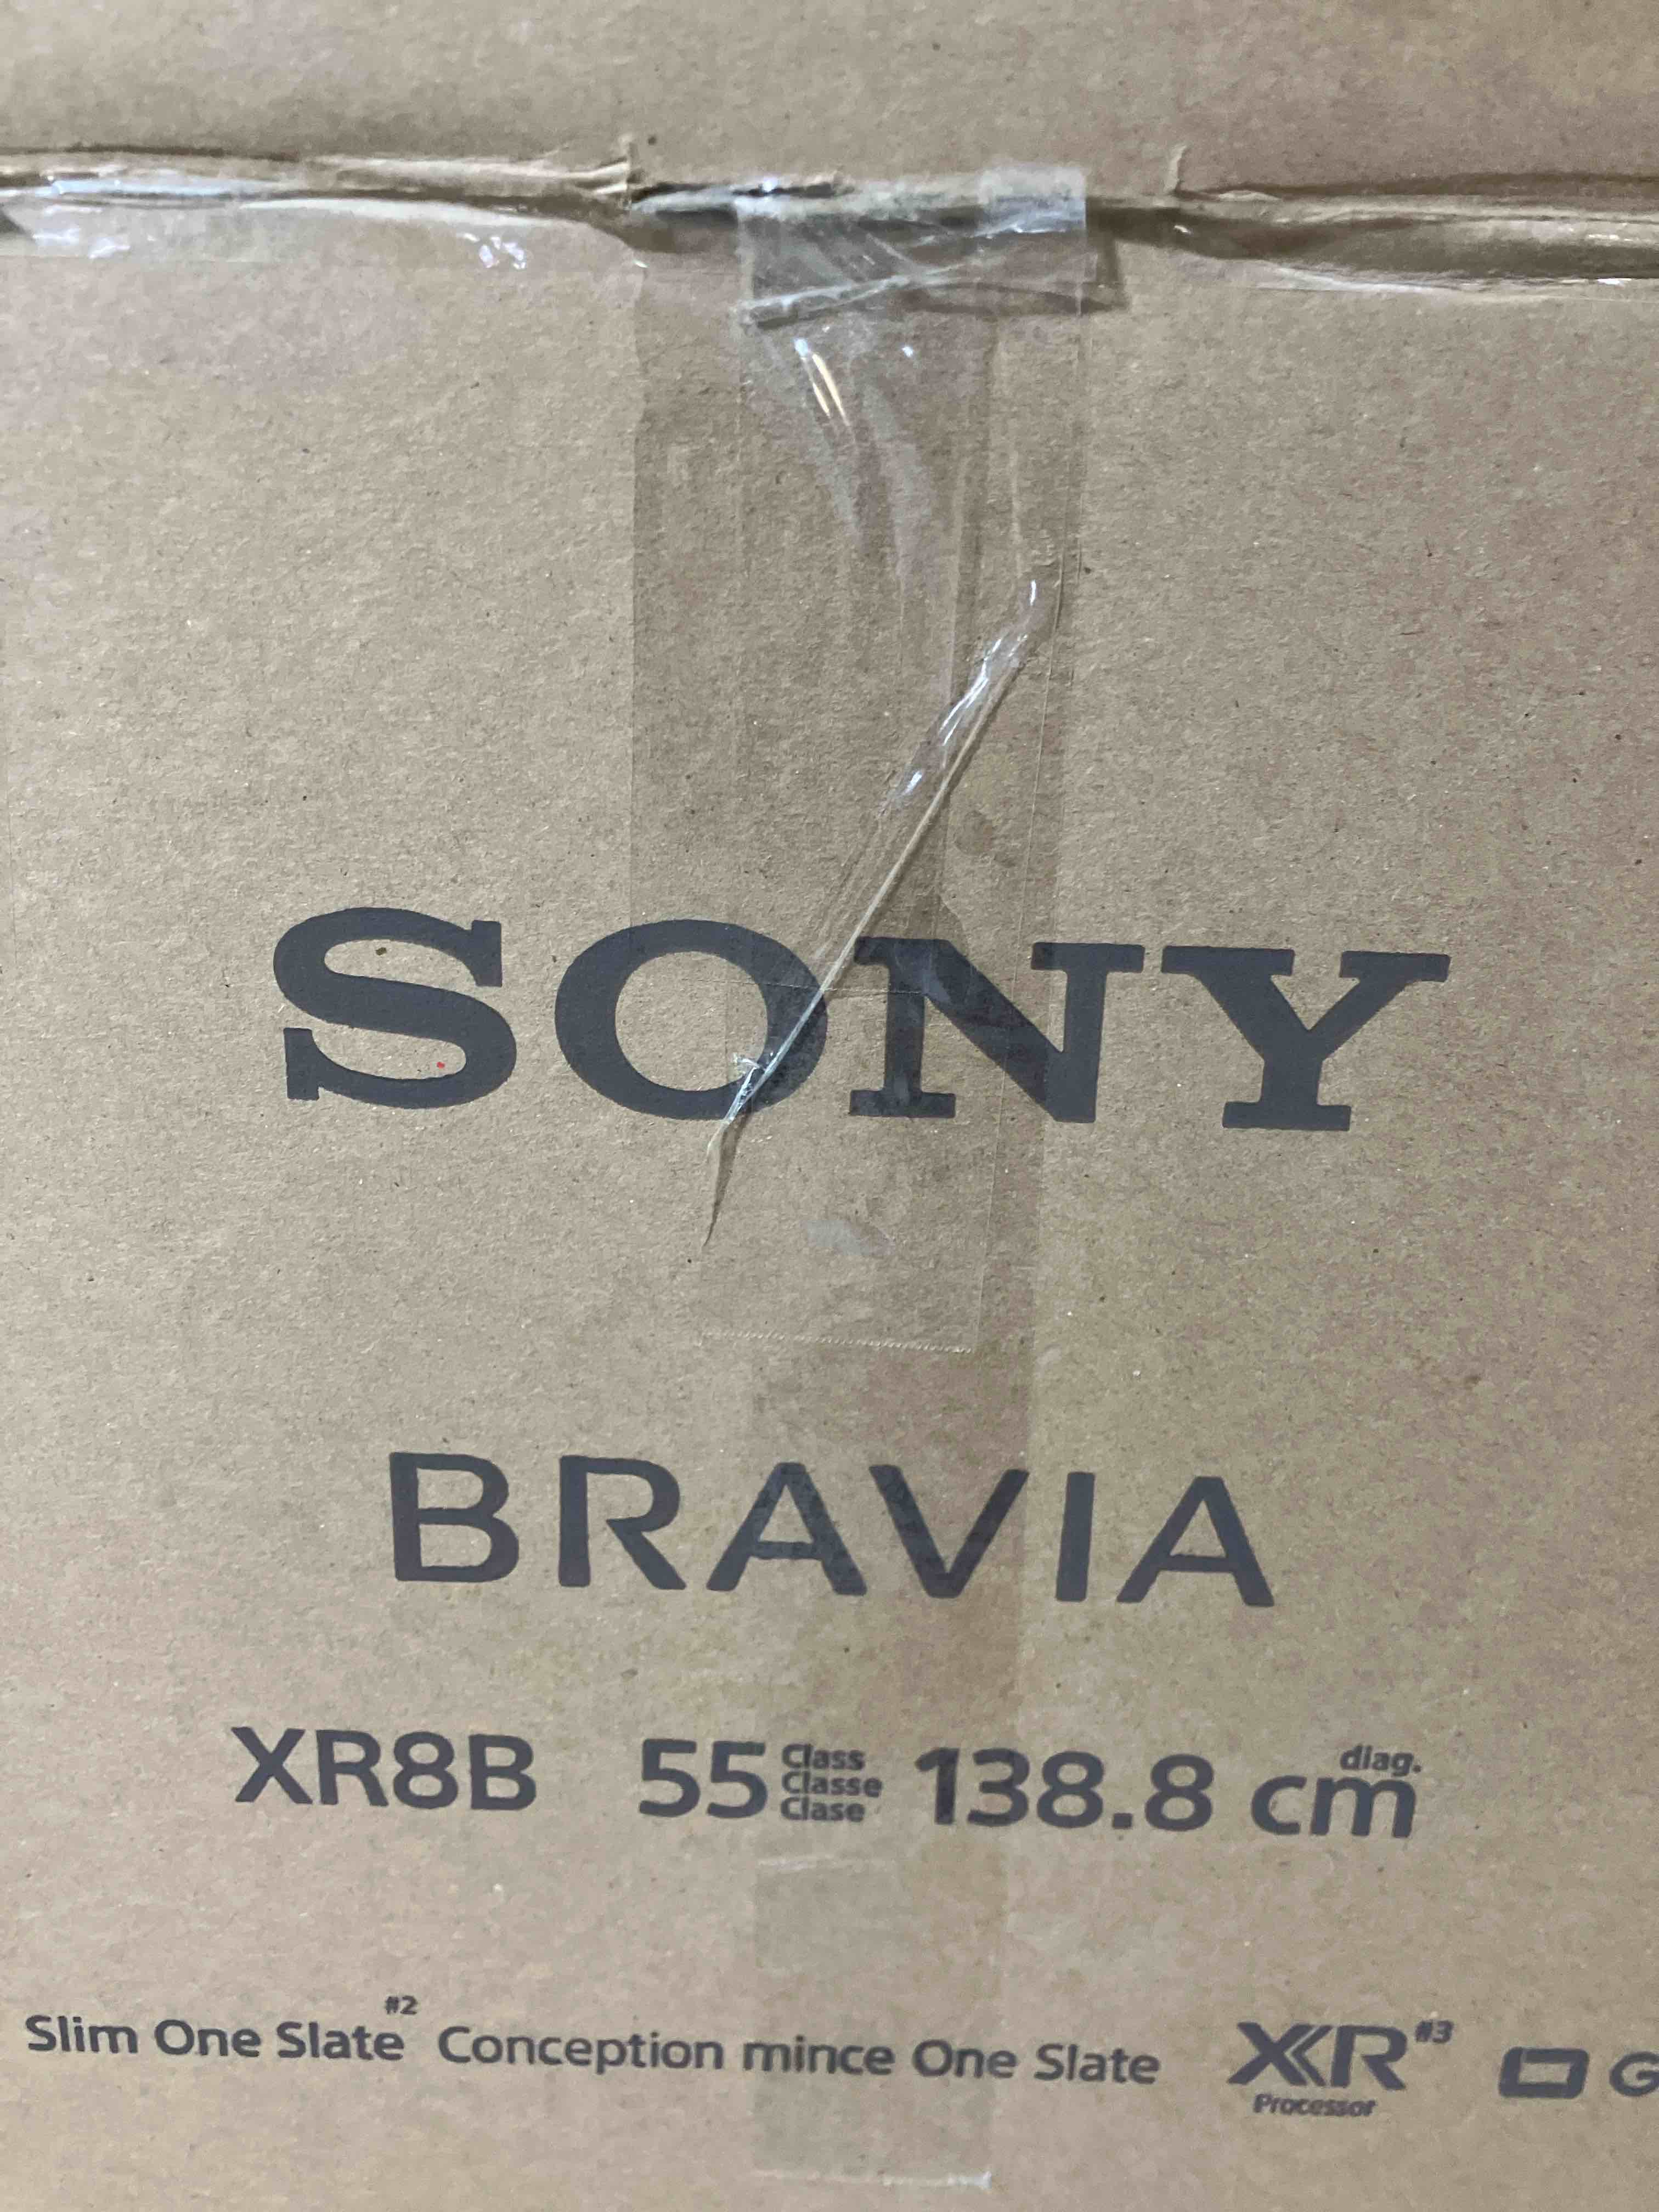 SONY
BRAVIA
XR8B 55 Class Classe Clase 138.8 cm diag.
Slim One Slate#2 Conception mince One Slate XR#3 Processor G